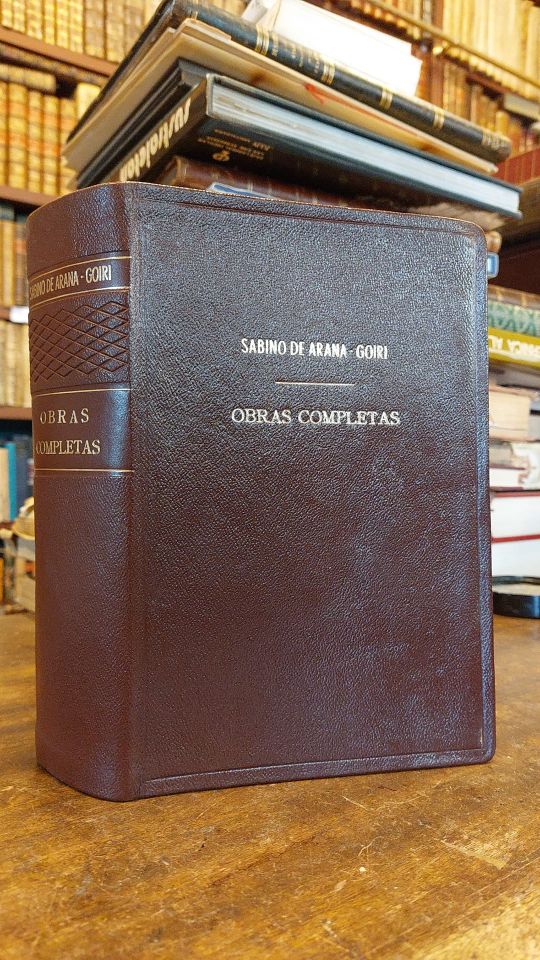 SABINO DE ARANA - GOIRI
OBRAS
COMPLETAS
SABINO DE ARANA - GOIRI
OBRAS COMPLETAS